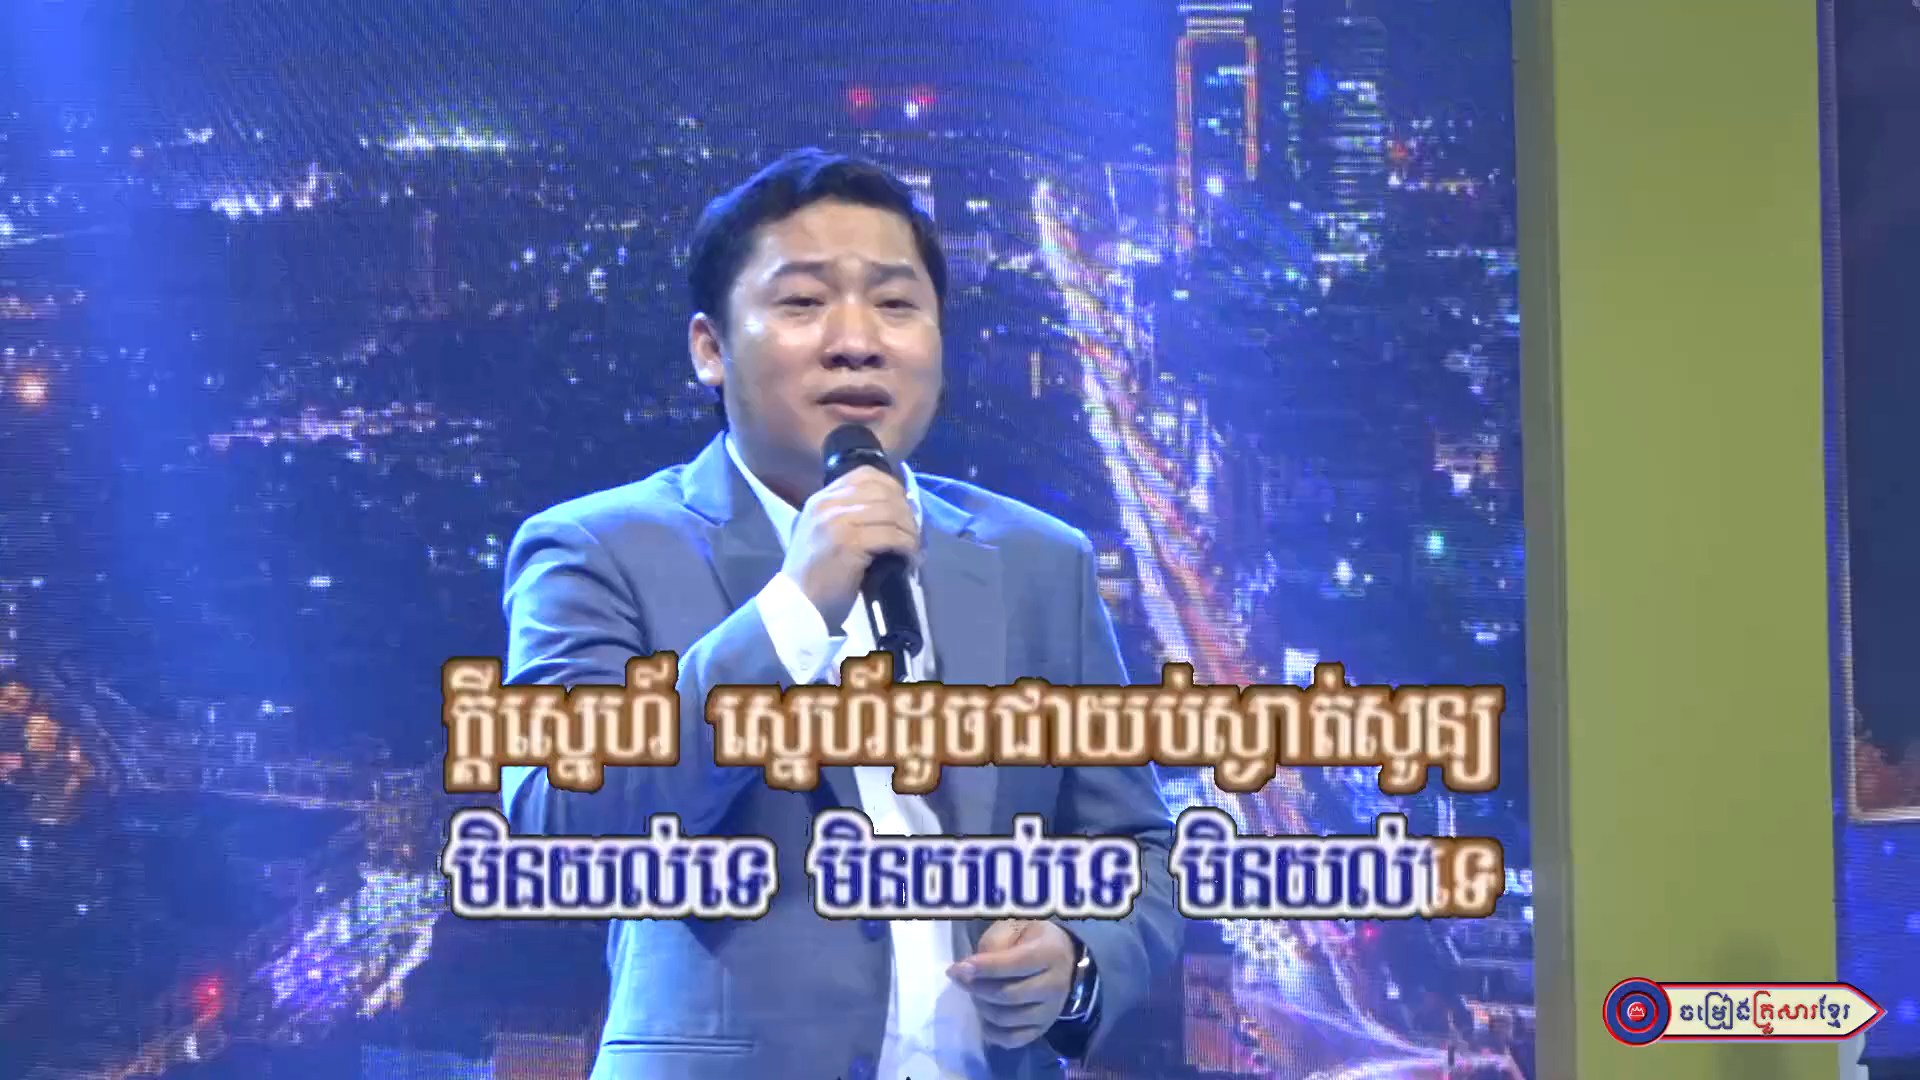 ក្ដីស្នេហ៍ ស្នេហ៍ដូចជាយប់ស្ងាត់សូន្យ
មិនយល់ទេ មិនយល់ទេ មិនយល់ទេ
ចម្រៀងគ្រួសារខ្មែរ